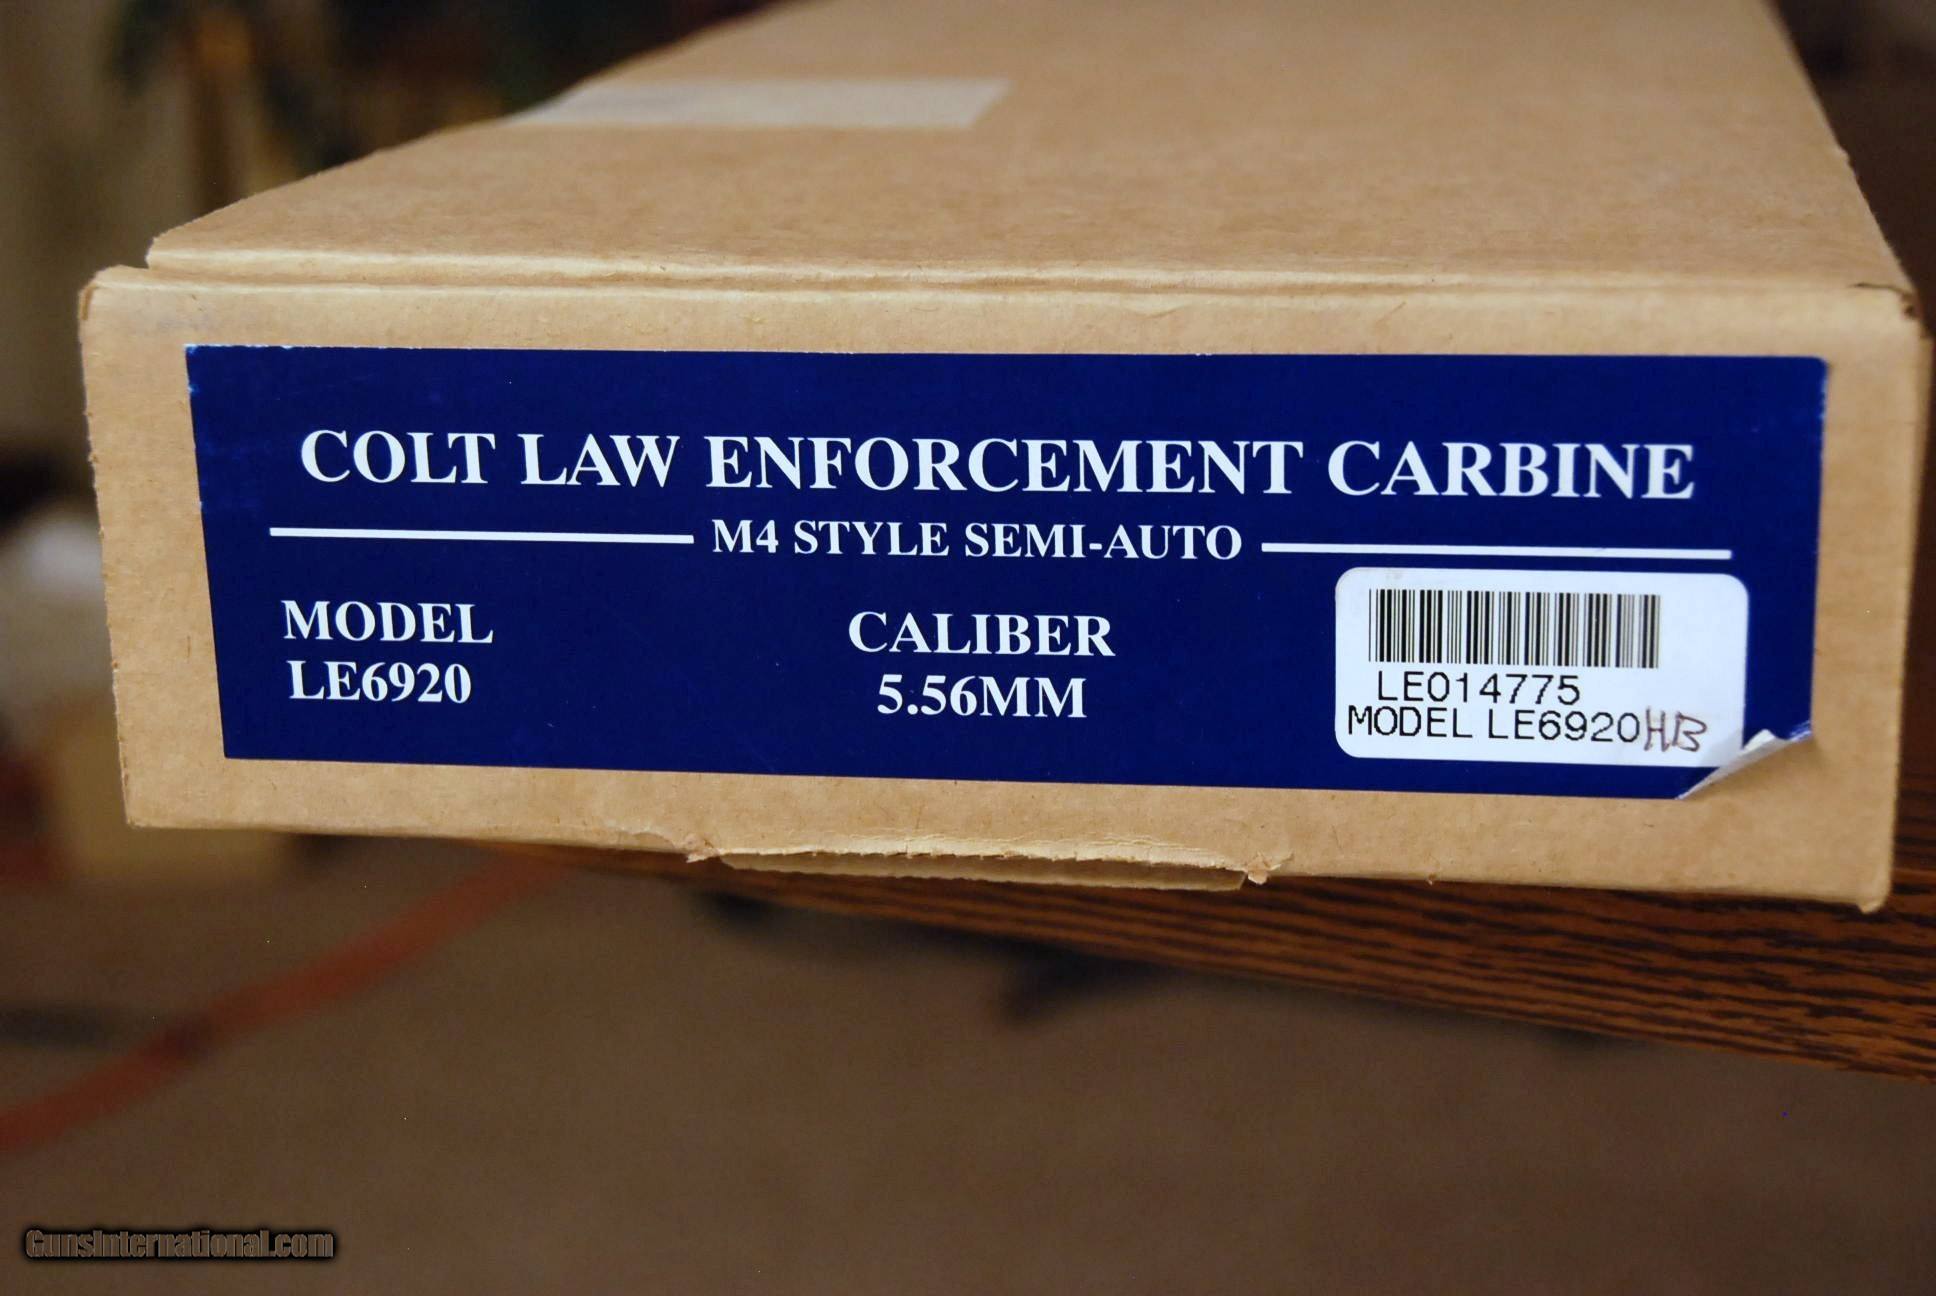 COLT LAW ENFORCEMENT CARBINE
M4 STYLE SEMI-AUTO
MODEL
LE6920
CALIBER
5.56MM
LE014775
MODEL LE6920HB
GunsInternational.com